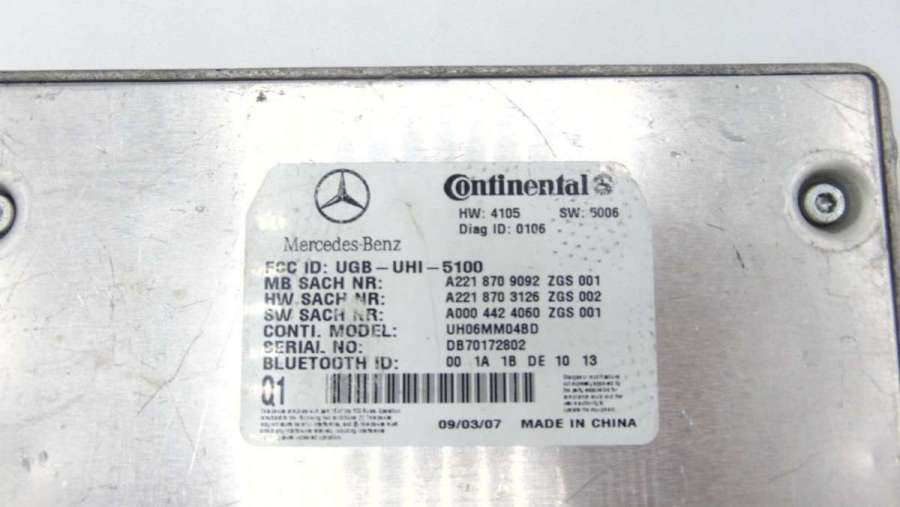 Continental
HW: 4105 SW: 5006
Diag ID: 0106
Mercedes-Benz
FCC ID: UGB-UHI-5100
MB SACH NR: A221 870 9092 ZGS 001
HW SACH NR: A221 870 3126 ZGS 002
SW SACH NR: A000 442 4060 ZGS 001
CONTI. MODEL: UH06MM04BD
SERIAL NO: DB70172802
BLUETOOTH ID: 00 1A 1B DE 10 13
Q1
09/03/07 MADE IN CHINA